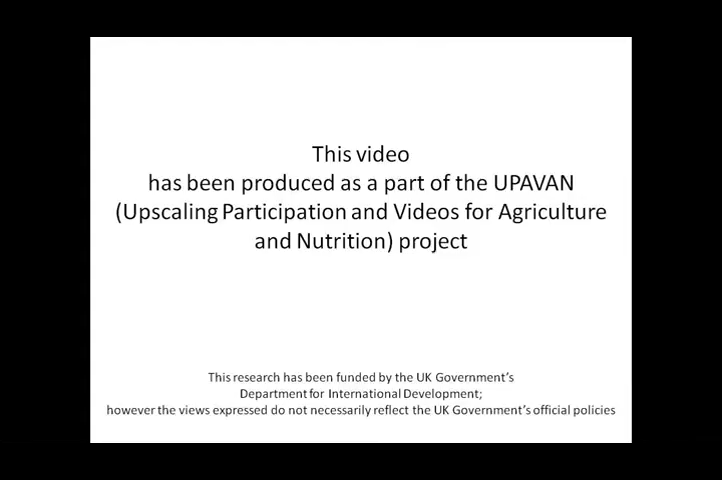 This video
has been produced as a part of the UPAVAN
(Upscaling Participation and Videos for Agriculture
and Nutrition) project
This research has been funded by the UK Government's
Department for International Development;
however the views expressed do not necessarily reflect the UK Government's official policies